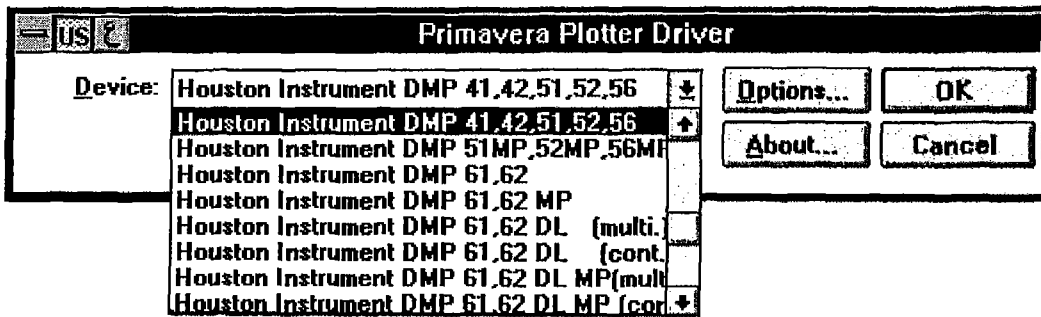 US
Primavera Plotter Driver
Device: Houston Instrument DMP 41,42,51,52,56
Options... OK
About... Cancel
Houston Instrument DMP 41,42,51,52,56
Houston Instrument DMP 51MP,52MP,56MP
Houston Instrument DMP 61,62
Houston Instrument DMP 61,62 MP
Houston Instrument DMP 61,62 DL (multi.)
Houston Instrument DMP 61,62 DL (cont.
Houston Instrument DMP 61,62 DL MP(mult
Houston Instrument DMP 61,62 DL MP (con